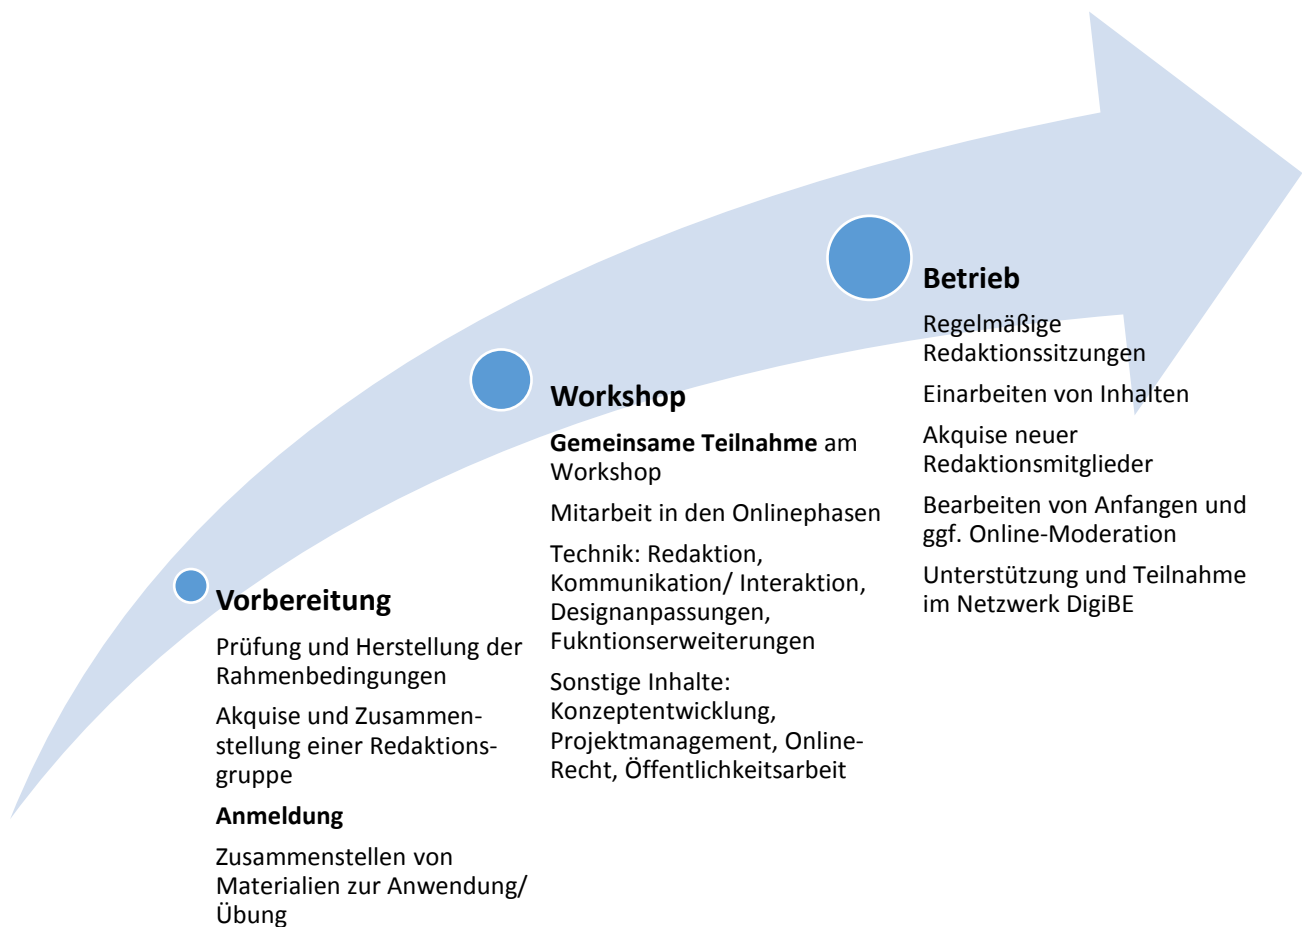 Vorbereitung
Prüfung und Herstellung der
Rahmenbedingungen
Akquise und Zusammen-
stellung einer Redaktions-
gruppe
Anmeldung
Zusammenstellen von
Materialien zur Anwendung/
Übung
Workshop
Gemeinsame Teilnahme am
Workshop
Mitarbeit in den Onlinephasen
Technik: Redaktion,
Kommunikation/ Interaktion,
Designanpassungen,
Fukntionserweiterungen
Sonstige Inhalte:
Konzeptentwicklung,
Projektmanagement, Online-
Recht, Öffentlichkeitsarbeit
Betrieb
Regelmäßige
Redaktionssitzungen
Einarbeiten von Inhalten
Akquise neuer
Redaktionsmitglieder
Bearbeiten von Anfangen und
ggf. Online-Moderation
Unterstützung und Teilnahme
im Netzwerk DigiBE